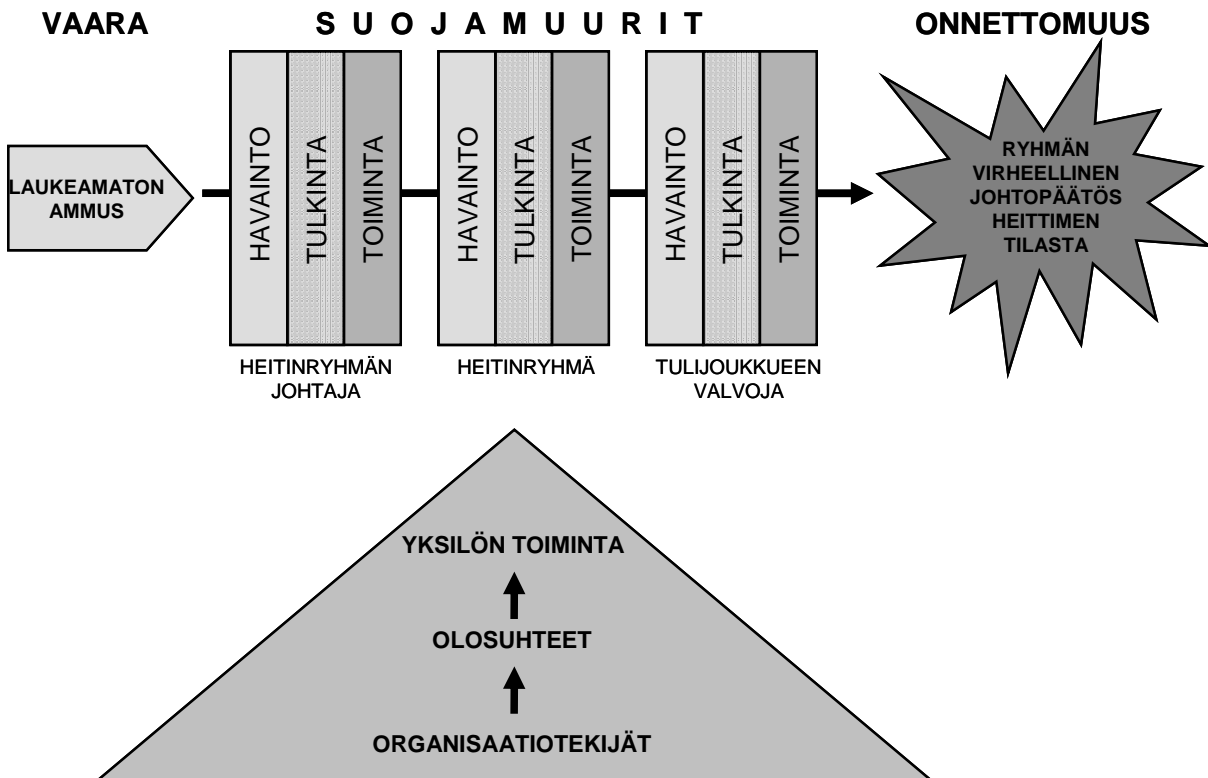 VAARA
S U O J A M U U R I T
ONNETTOMUUS
LAUKEAMATON
AMMUS
HAVAINTO
TULKINTA
TOIMINTA
HEITINRYHMÄN
JOHTAJA
HAVAINTO
TULKINTA
TOIMINTA
HEITINRYHMÄ
HAVAINTO
TULKINTA
TOIMINTA
TULIJOUKKUEEN
VALVOJA
RYHMÄN
VIRHEELLINEN
JOHTOPÄÄTÖS
HEITTIMEN
TILASTA
YKSILÖN TOIMINTA
OLOSUHTEET
ORGANISAATIOTEKIJÄT